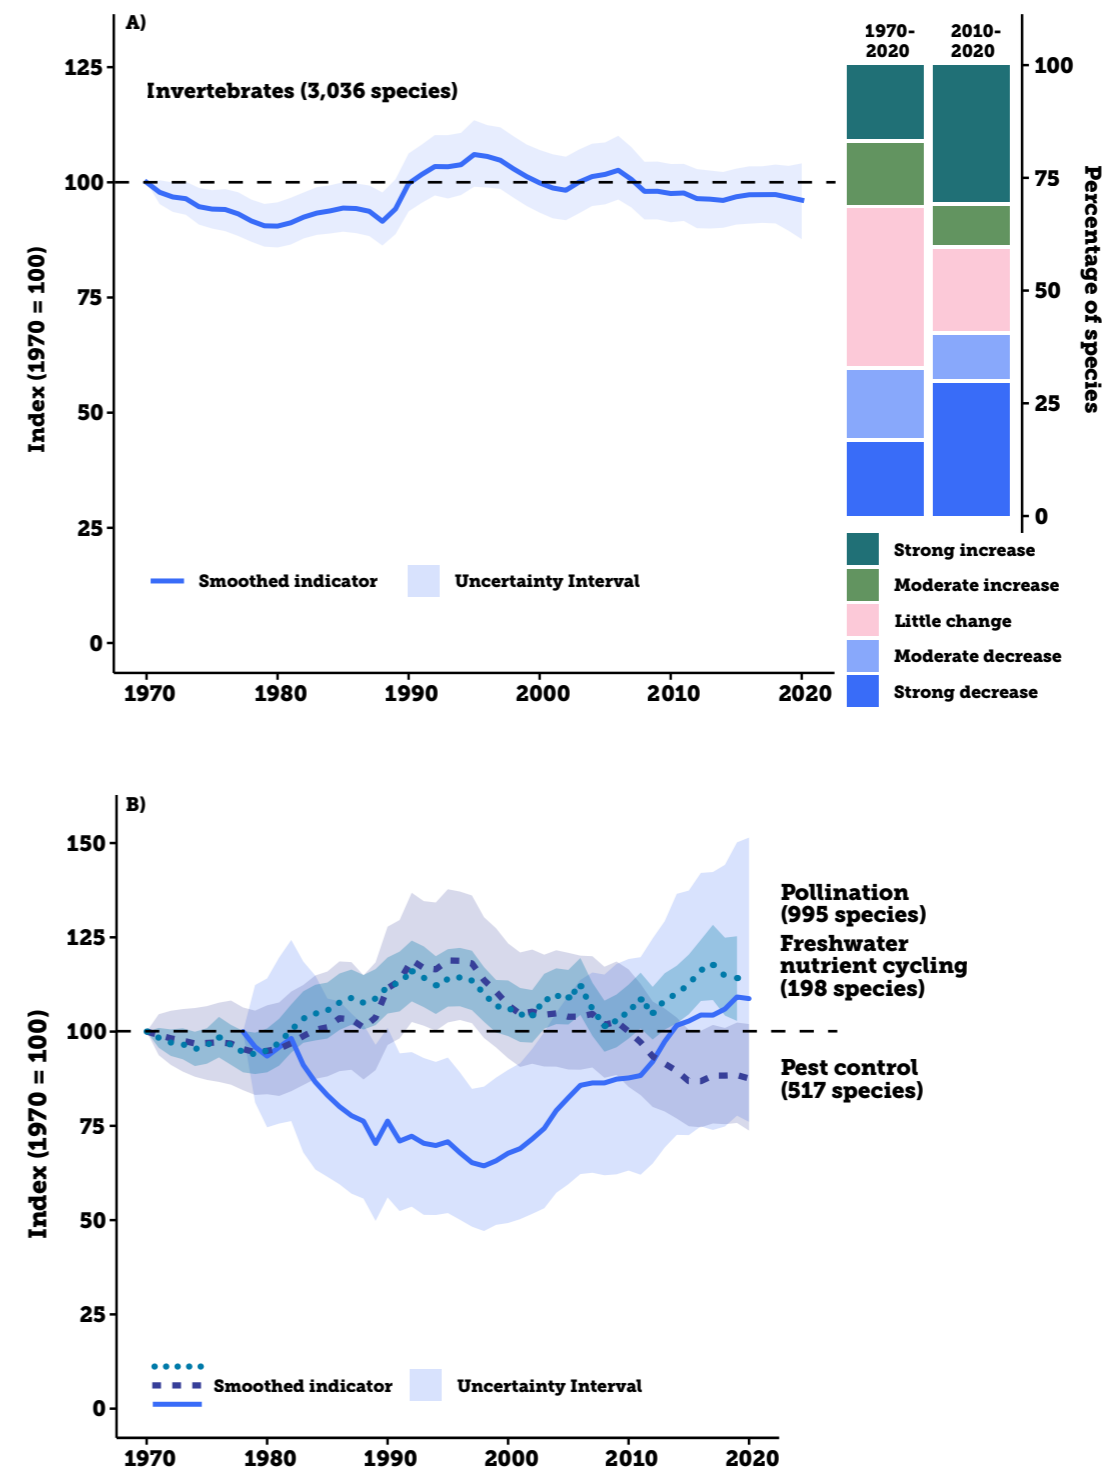 A)
Invertebrates (3,036 species)
Index (1970 = 100)
125
100
75
50
25
0
1970
1980
1990
2000
2010
2020
Smoothed indicator
Uncertainty Interval
1970-
2020
2010-
2020
100
75
50
25
0
Percentage of species
Strong increase
Moderate increase
Little change
Moderate decrease
Strong decrease
B)
Index (1970 = 100)
150
125
100
75
50
25
0
1970
1980
1990
2000
2010
2020
Pollination
(995 species)
Freshwater
nutrient cycling
(198 species)
Pest control
(517 species)
Smoothed indicator
Uncertainty Interval